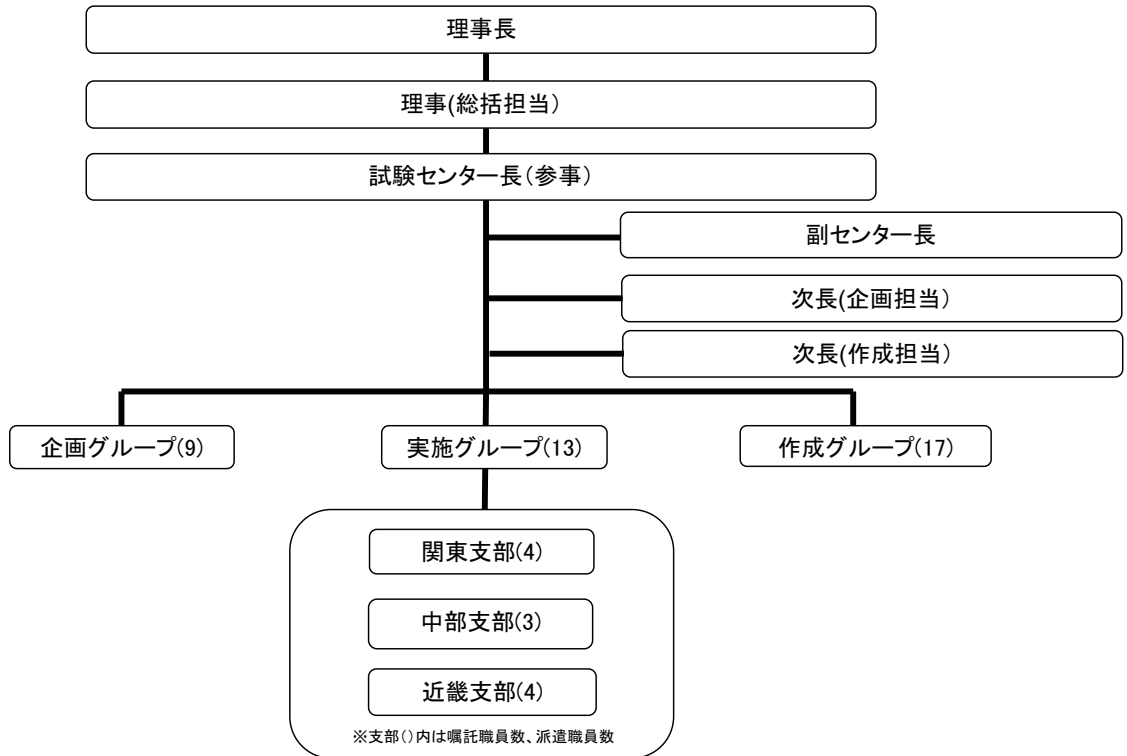 理事長
理事(総括担当)
試験センター長(参事)
副センター長
次長(企画担当)
次長(作成担当)
企画グループ(9)
実施グループ(13)
作成グループ(17)
関東支部(4)
中部支部(3)
近畿支部(4)
※支部()内は嘱託職員数、派遣職員数